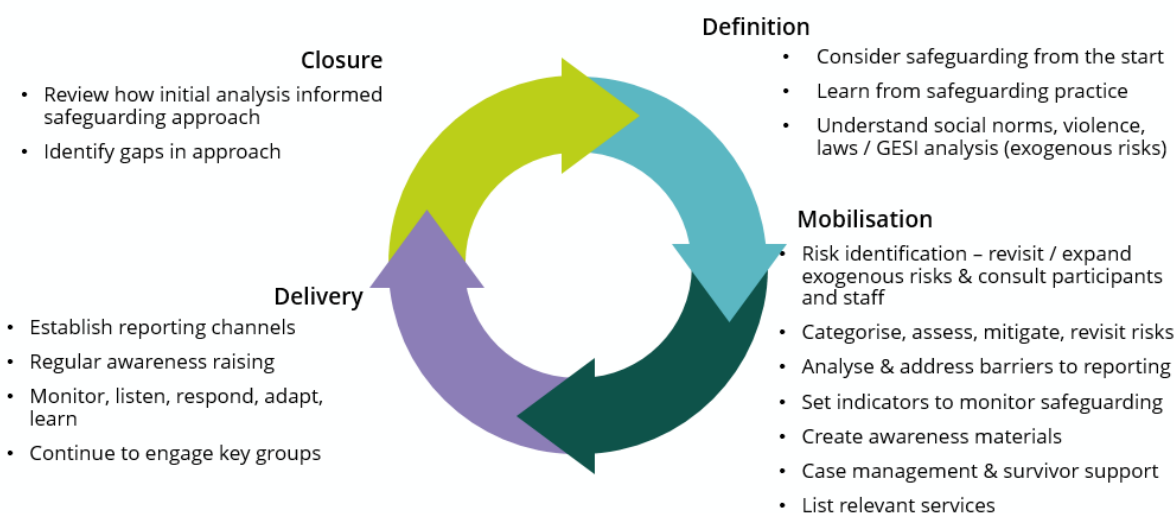 Definition
• Consider safeguarding from the start
• Learn from safeguarding practice
• Understand social norms, violence,
laws / GESI analysis (exogenous risks)
Mobilisation
• Risk identification – revisit / expand
exogenous risks & consult participants
and staff
• Categorise, assess, mitigate, revisit risks
• Analyse & address barriers to reporting
• Set indicators to monitor safeguarding
• Create awareness materials
• Case management & survivor support
• List relevant services
Delivery
• Establish reporting channels
• Regular awareness raising
• Monitor, listen, respond, adapt,
learn
• Continue to engage key groups
Closure
• Review how initial analysis informed
safeguarding approach
• Identify gaps in approach